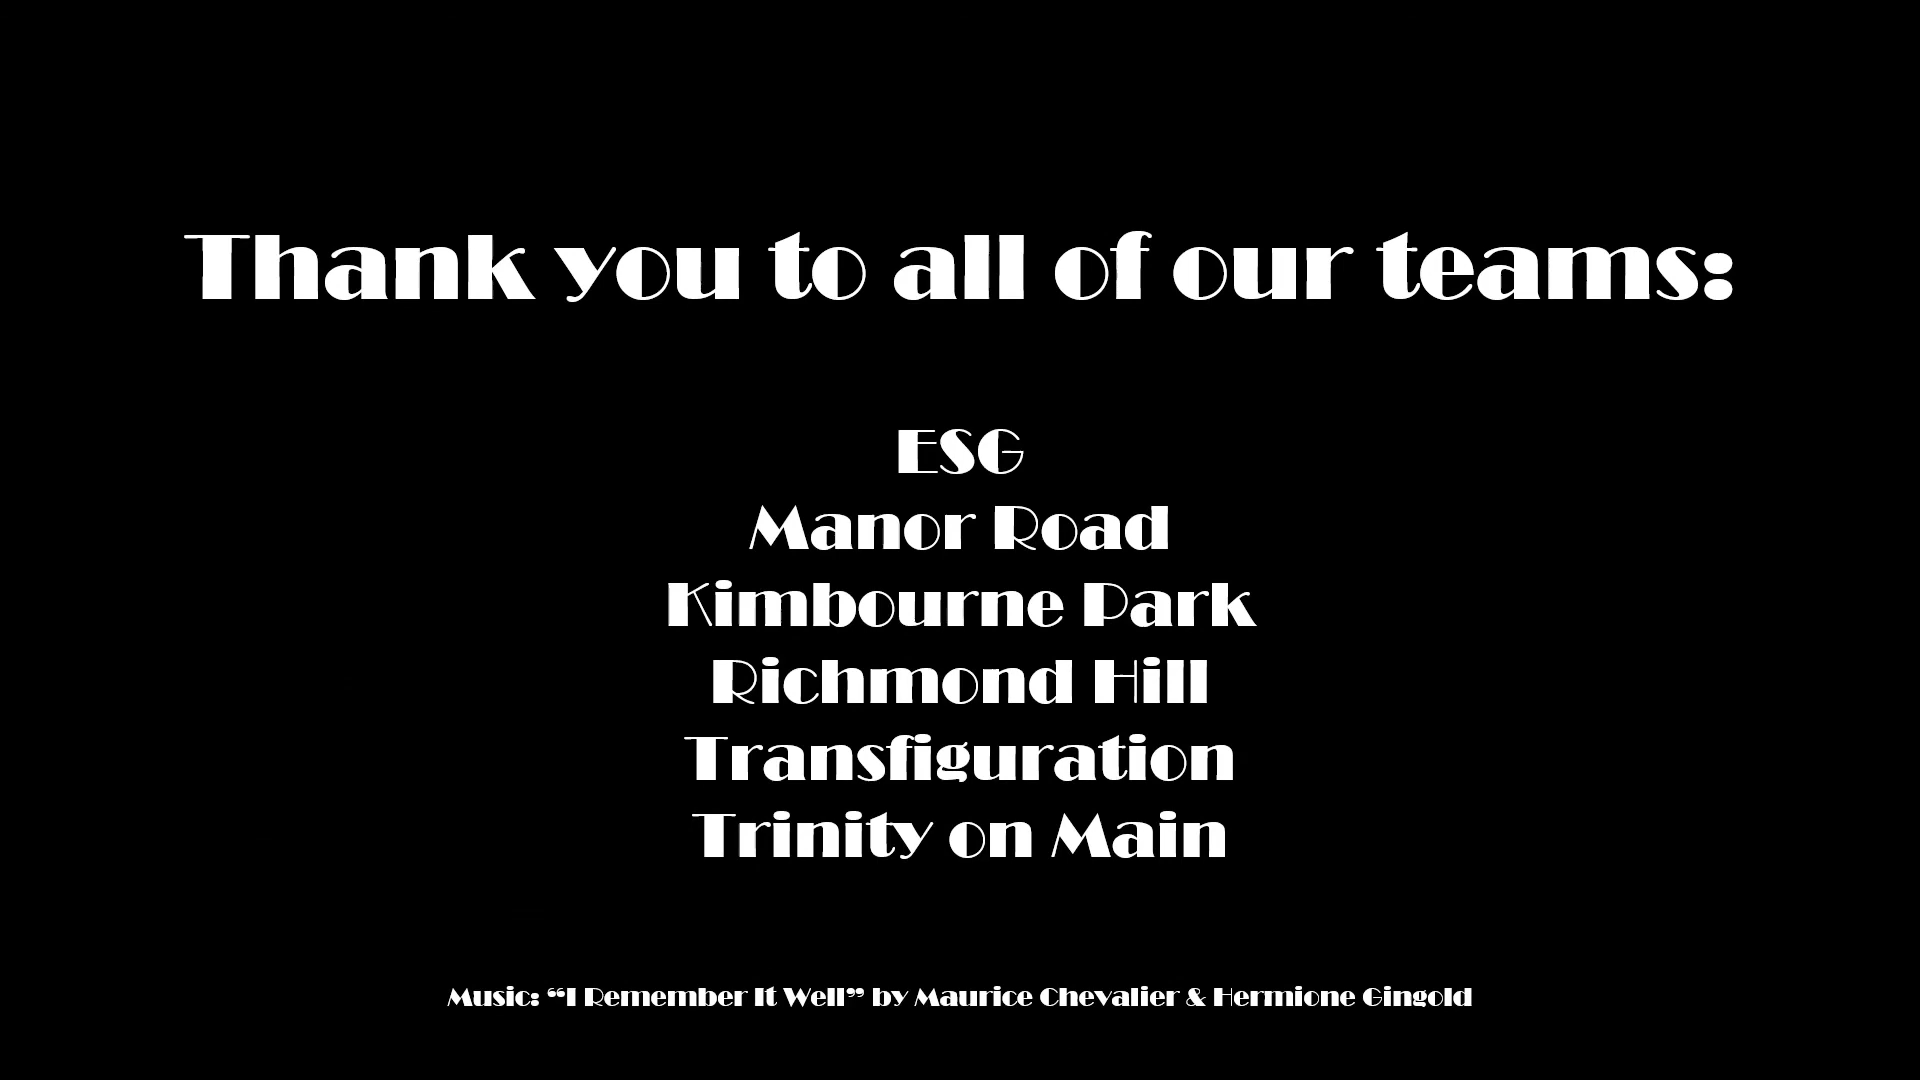 Thank you to all of our teams:
ESG
Manor Road
Kimbourne Park
Richmond Hill
Transfiguration
Trinity on Main
Music: “I Remember It Well” by Maurice Chevalier & Hermione Gingold